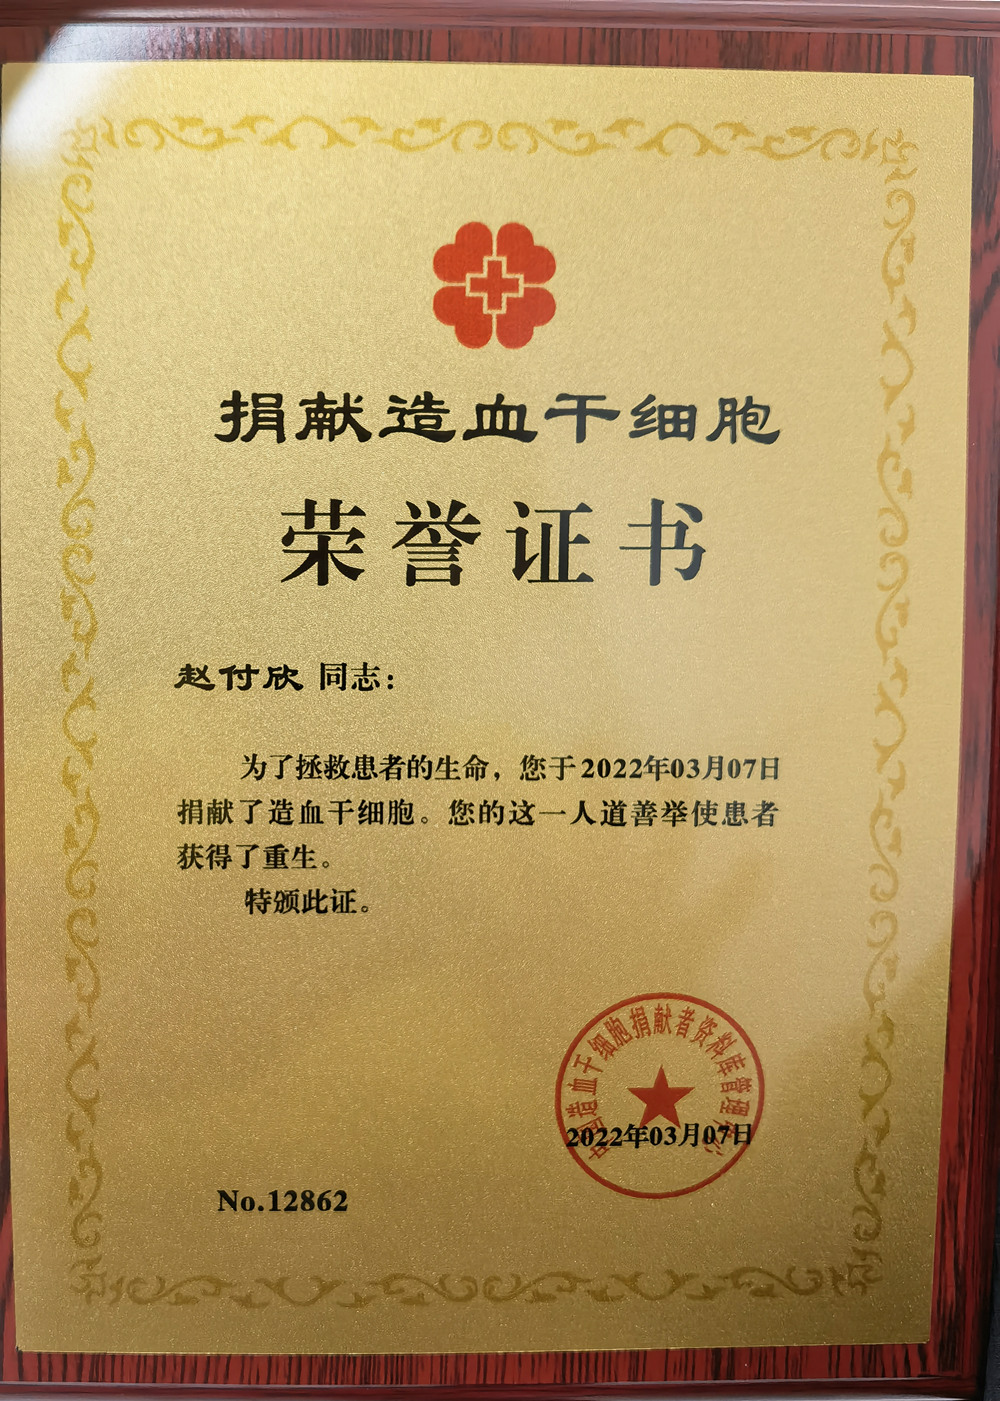 捐献造血干细胞
荣誉证书
赵付欣 同志：
为了拯救患者的生命，您于2022年03月07日
捐献了造血干细胞。您的这一人道善举使患者
获得了重生。
特颁此证。
中国造血干细胞捐献者资料库管理中心
2022年03月07日
No.12862